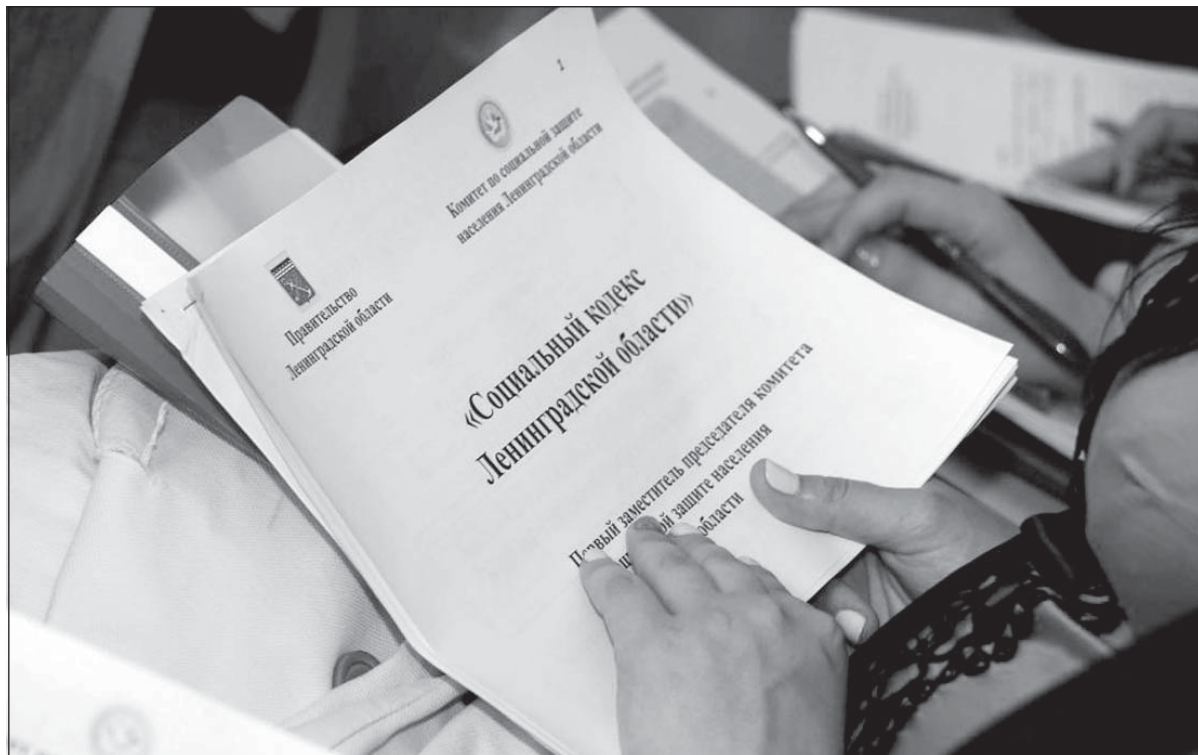 1
Комитет по социальной защите
населения Ленинградской области
Правительство
Ленинградской области
«Социальный кодекс
Ленинградской области»
Первый заместитель председателя комитета
защите населения
области